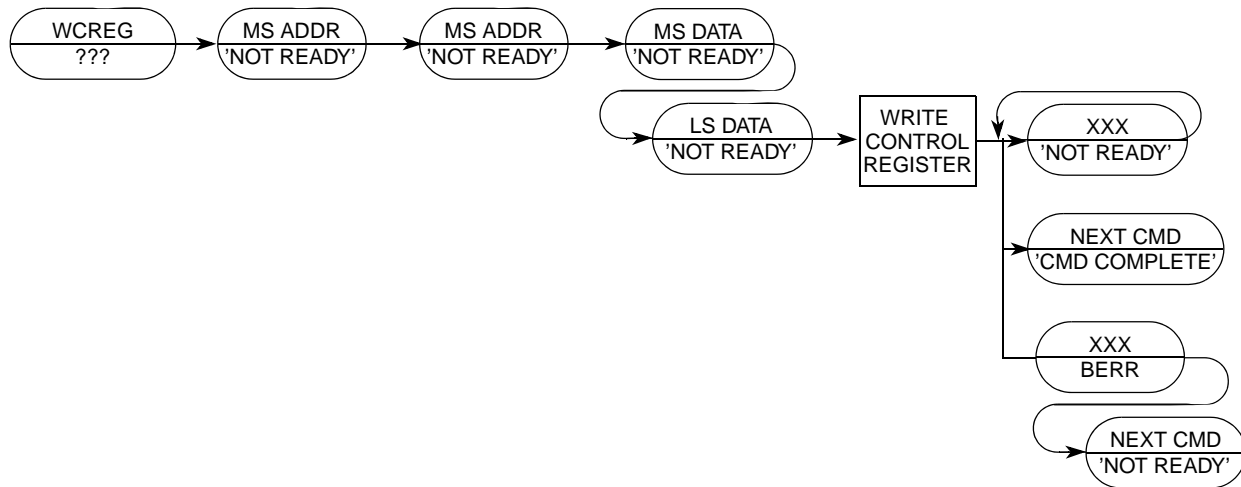 WCREG
???
MS ADDR
'NOT READY'
MS ADDR
'NOT READY'
MS DATA
'NOT READY'
LS DATA
'NOT READY'
WRITE
CONTROL
REGISTER
XXX
'NOT READY'
NEXT CMD
'CMD COMPLETE'
XXX
BERR
NEXT CMD
'NOT READY'